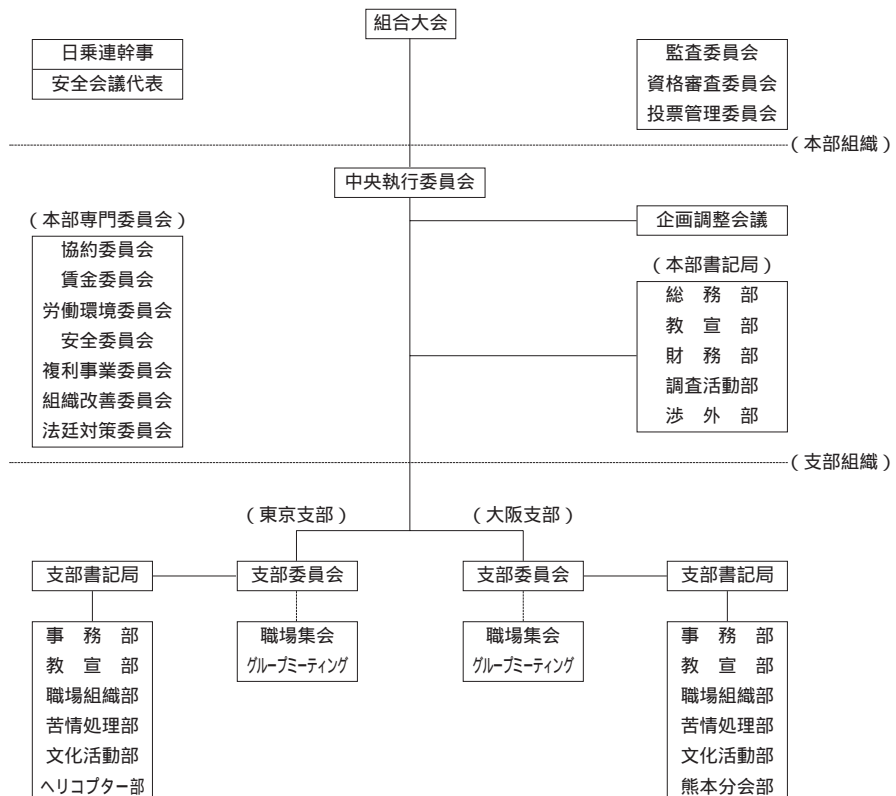 組合大会
日乗連幹事
安全会議代表
監査委員会
資格審査委員会
投票管理委員会
(本部組織)
中央執行委員会
(本部専門委員会)
協約委員会
賃金委員会
労働環境委員会
安全委員会
複利事業委員会
組織改善委員会
法廷対策委員会
企画調整会議
(本部書記局)
総 務 部
教 宣 部
財 務 部
調査活動部
渉 外 部
(支部組織)
(東京支部)
(大阪支部)
支部書記局
支部委員会
支部委員会
支部書記局
事 務 部
教 宣 部
職場組織部
苦情処理部
文化活動部
ヘリコプター部
職場集会
グループミーティング
職場集会
グループミーティング
事 務 部
教 宣 部
職場組織部
苦情処理部
文化活動部
熊本分会部